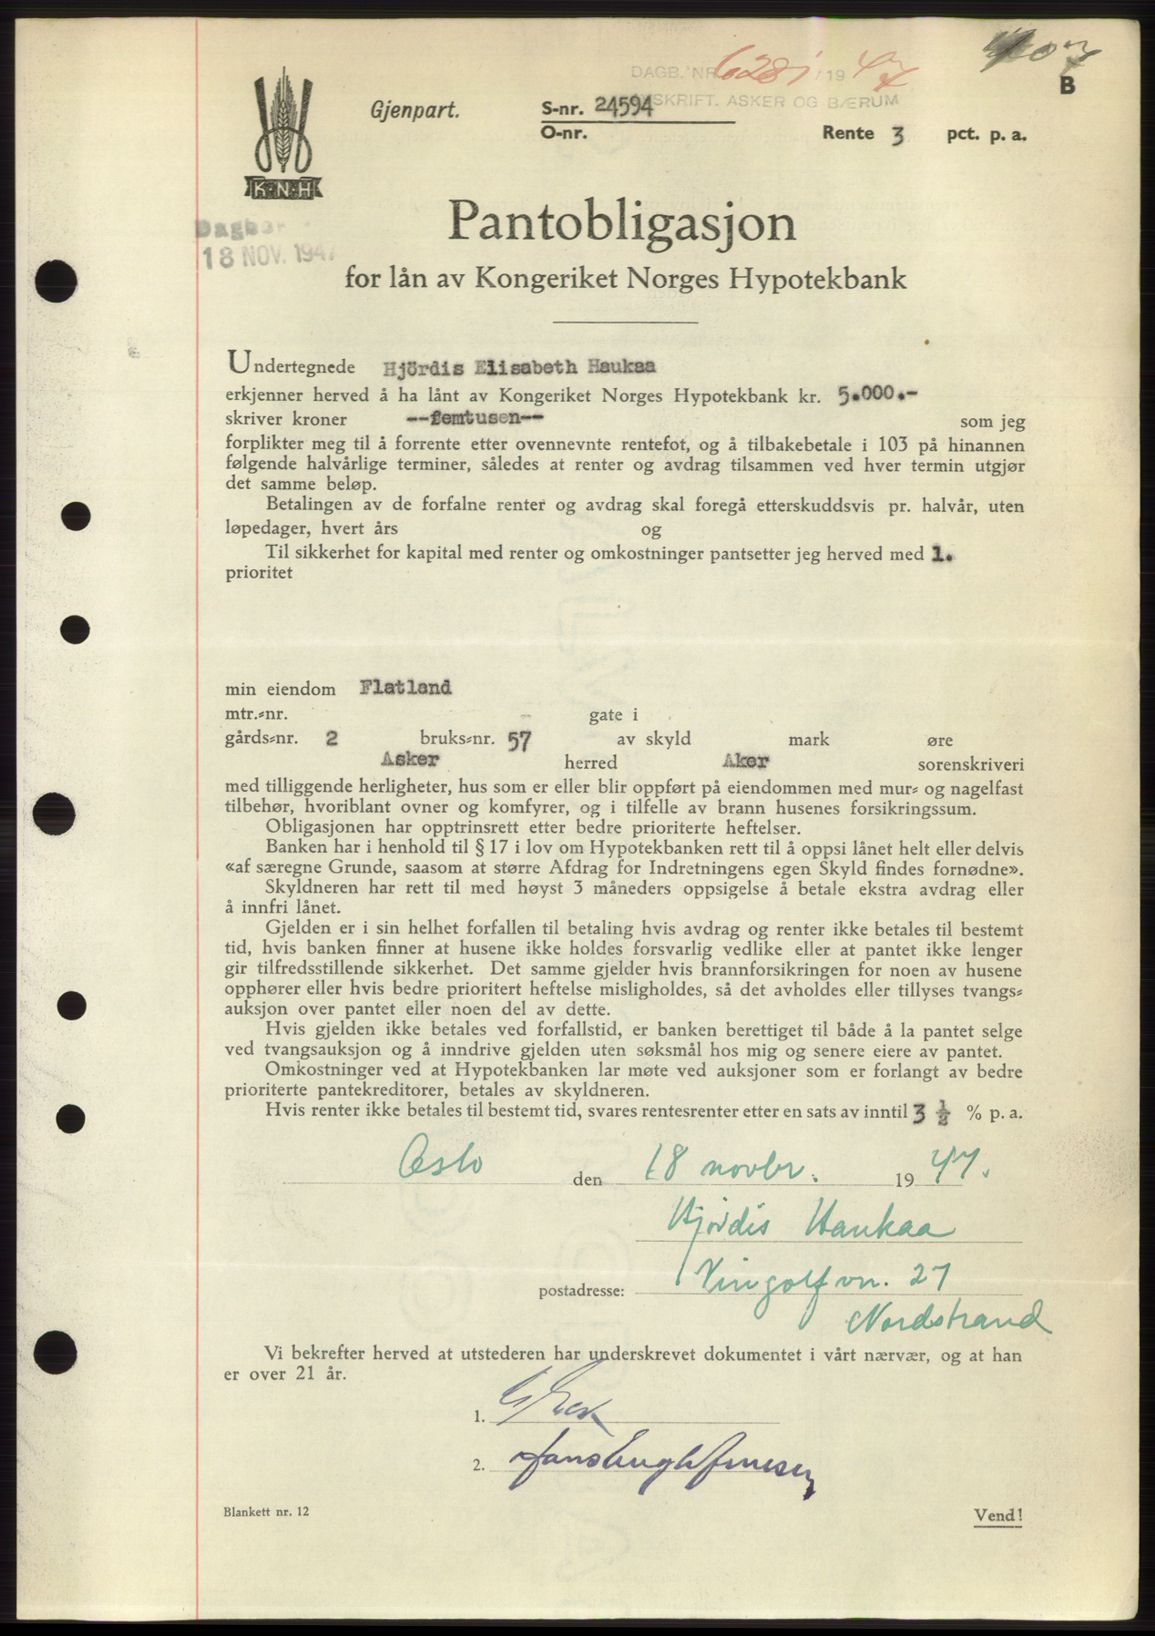 DAGB. NR. 6281 / 19 47
SKRIFT. ASKER OG BÆRUM
B
Gjenpart.
S-nr. 24594
O-nr.
Rente 3 pct. p. a.
K·N·H
Pantobligasjon
18 NOV. 1947
for lån av Kongeriket Norges Hypotekbank
Undertegnede Hjördis Elisabeth Haukaa
erkjenner herved å ha lånt av Kongeriket Norges Hypotekbank kr. 5.000.-
skriver kroner --femtusen-- som jeg
forplikter meg til å forrente etter ovennevnte rentefot, og å tilbakebetale i 103 på hinannen
følgende halvårlige terminer, således at renter og avdrag tilsammen ved hver termin utgjør
det samme beløp.
Betalingen av de forfalne renter og avdrag skal foregå etterskuddsvis pr. halvår, uten
løpedager, hvert års og
Til sikkerhet for kapital med renter og omkostninger pantsetter jeg herved med 1.
prioritet
min eiendom Flatland
mtr.-nr. gate i
gårds-nr. 2 bruks-nr. 57 av skyld mark øre
Asker herred Aker sorenskriveri
med tilliggende herligheter, hus som er eller blir oppført på eiendommen med mur- og nagelfast
tilbehør, hvoriblant ovner og komfyrer, og i tilfelle av brann husenes forsikringssum.
Obligasjonen har opptrinsrett etter bedre prioriterte heftelser.
Banken har i henhold til § 17 i lov om Hypotekbanken rett til å oppsi lånet helt eller delvis
«af særegne Grunde, saasom at større Afdrag for Indretningens egen Skyld findes fornødne».
Skyldneren har rett til med høyst 3 måneders oppsigelse å betale ekstra avdrag eller
å innfri lånet.
Gjelden er i sin helhet forfallen til betaling hvis avdrag og renter ikke betales til bestemt
tid, hvis banken finner at husene ikke holdes forsvarlig vedlike eller at pantet ikke lenger
gir tilfredsstillende sikkerhet. Det samme gjelder hvis brannforsikringen for noen av husene
opphører eller hvis bedre prioritert heftelse misligholdes, så det avholdes eller tillyses tvangs-
auksjon over pantet eller noen del av dette.
Hvis gjelden ikke betales ved forfallstid, er banken berettiget til både å la pantet selge
ved tvangsauksjon og å inndrive gjelden uten søksmål hos mig og senere eiere av pantet.
Omkostninger ved at Hypotekbanken lar møte ved auksjoner som er forlangt av bedre
prioriterte pantekreditorer, betales av skyldneren.
Hvis renter ikke betales til bestemt tid, svares rentesrenter etter en sats av inntil 3 ½ % p. a.
Oslo den 18 novbr. 19 47.
Hjørdis Haukaa
postadresse: Vingolfvn. 27
Nordstrand
Vi bekrefter herved at utstederen har underskrevet dokumentet i vårt nærvær, og at han
er over 21 år.
1.
2.
Blankett nr. 12
Vend!